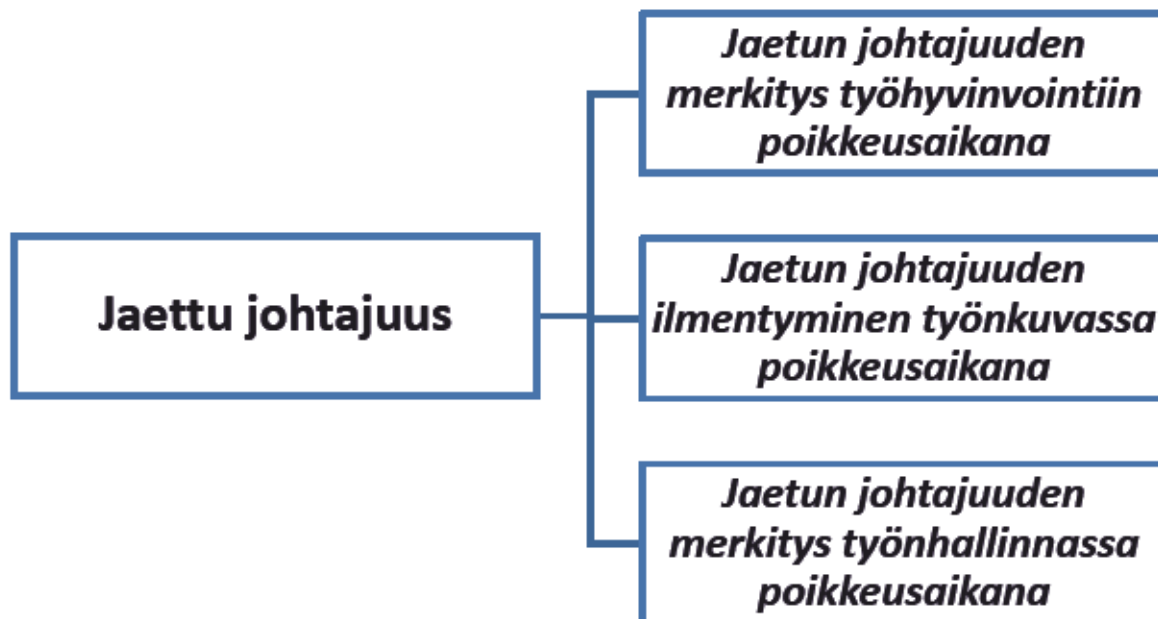 Jaettu johtajuus
Jaetun johtajuuden
merkitys työhyvinvointiin
poikkeusaikana
Jaetun johtajuuden
ilmentyminen työnkuvassa
poikkeusaikana
Jaetun johtajuuden
merkitys työnhallinnassa
poikkeusaikana